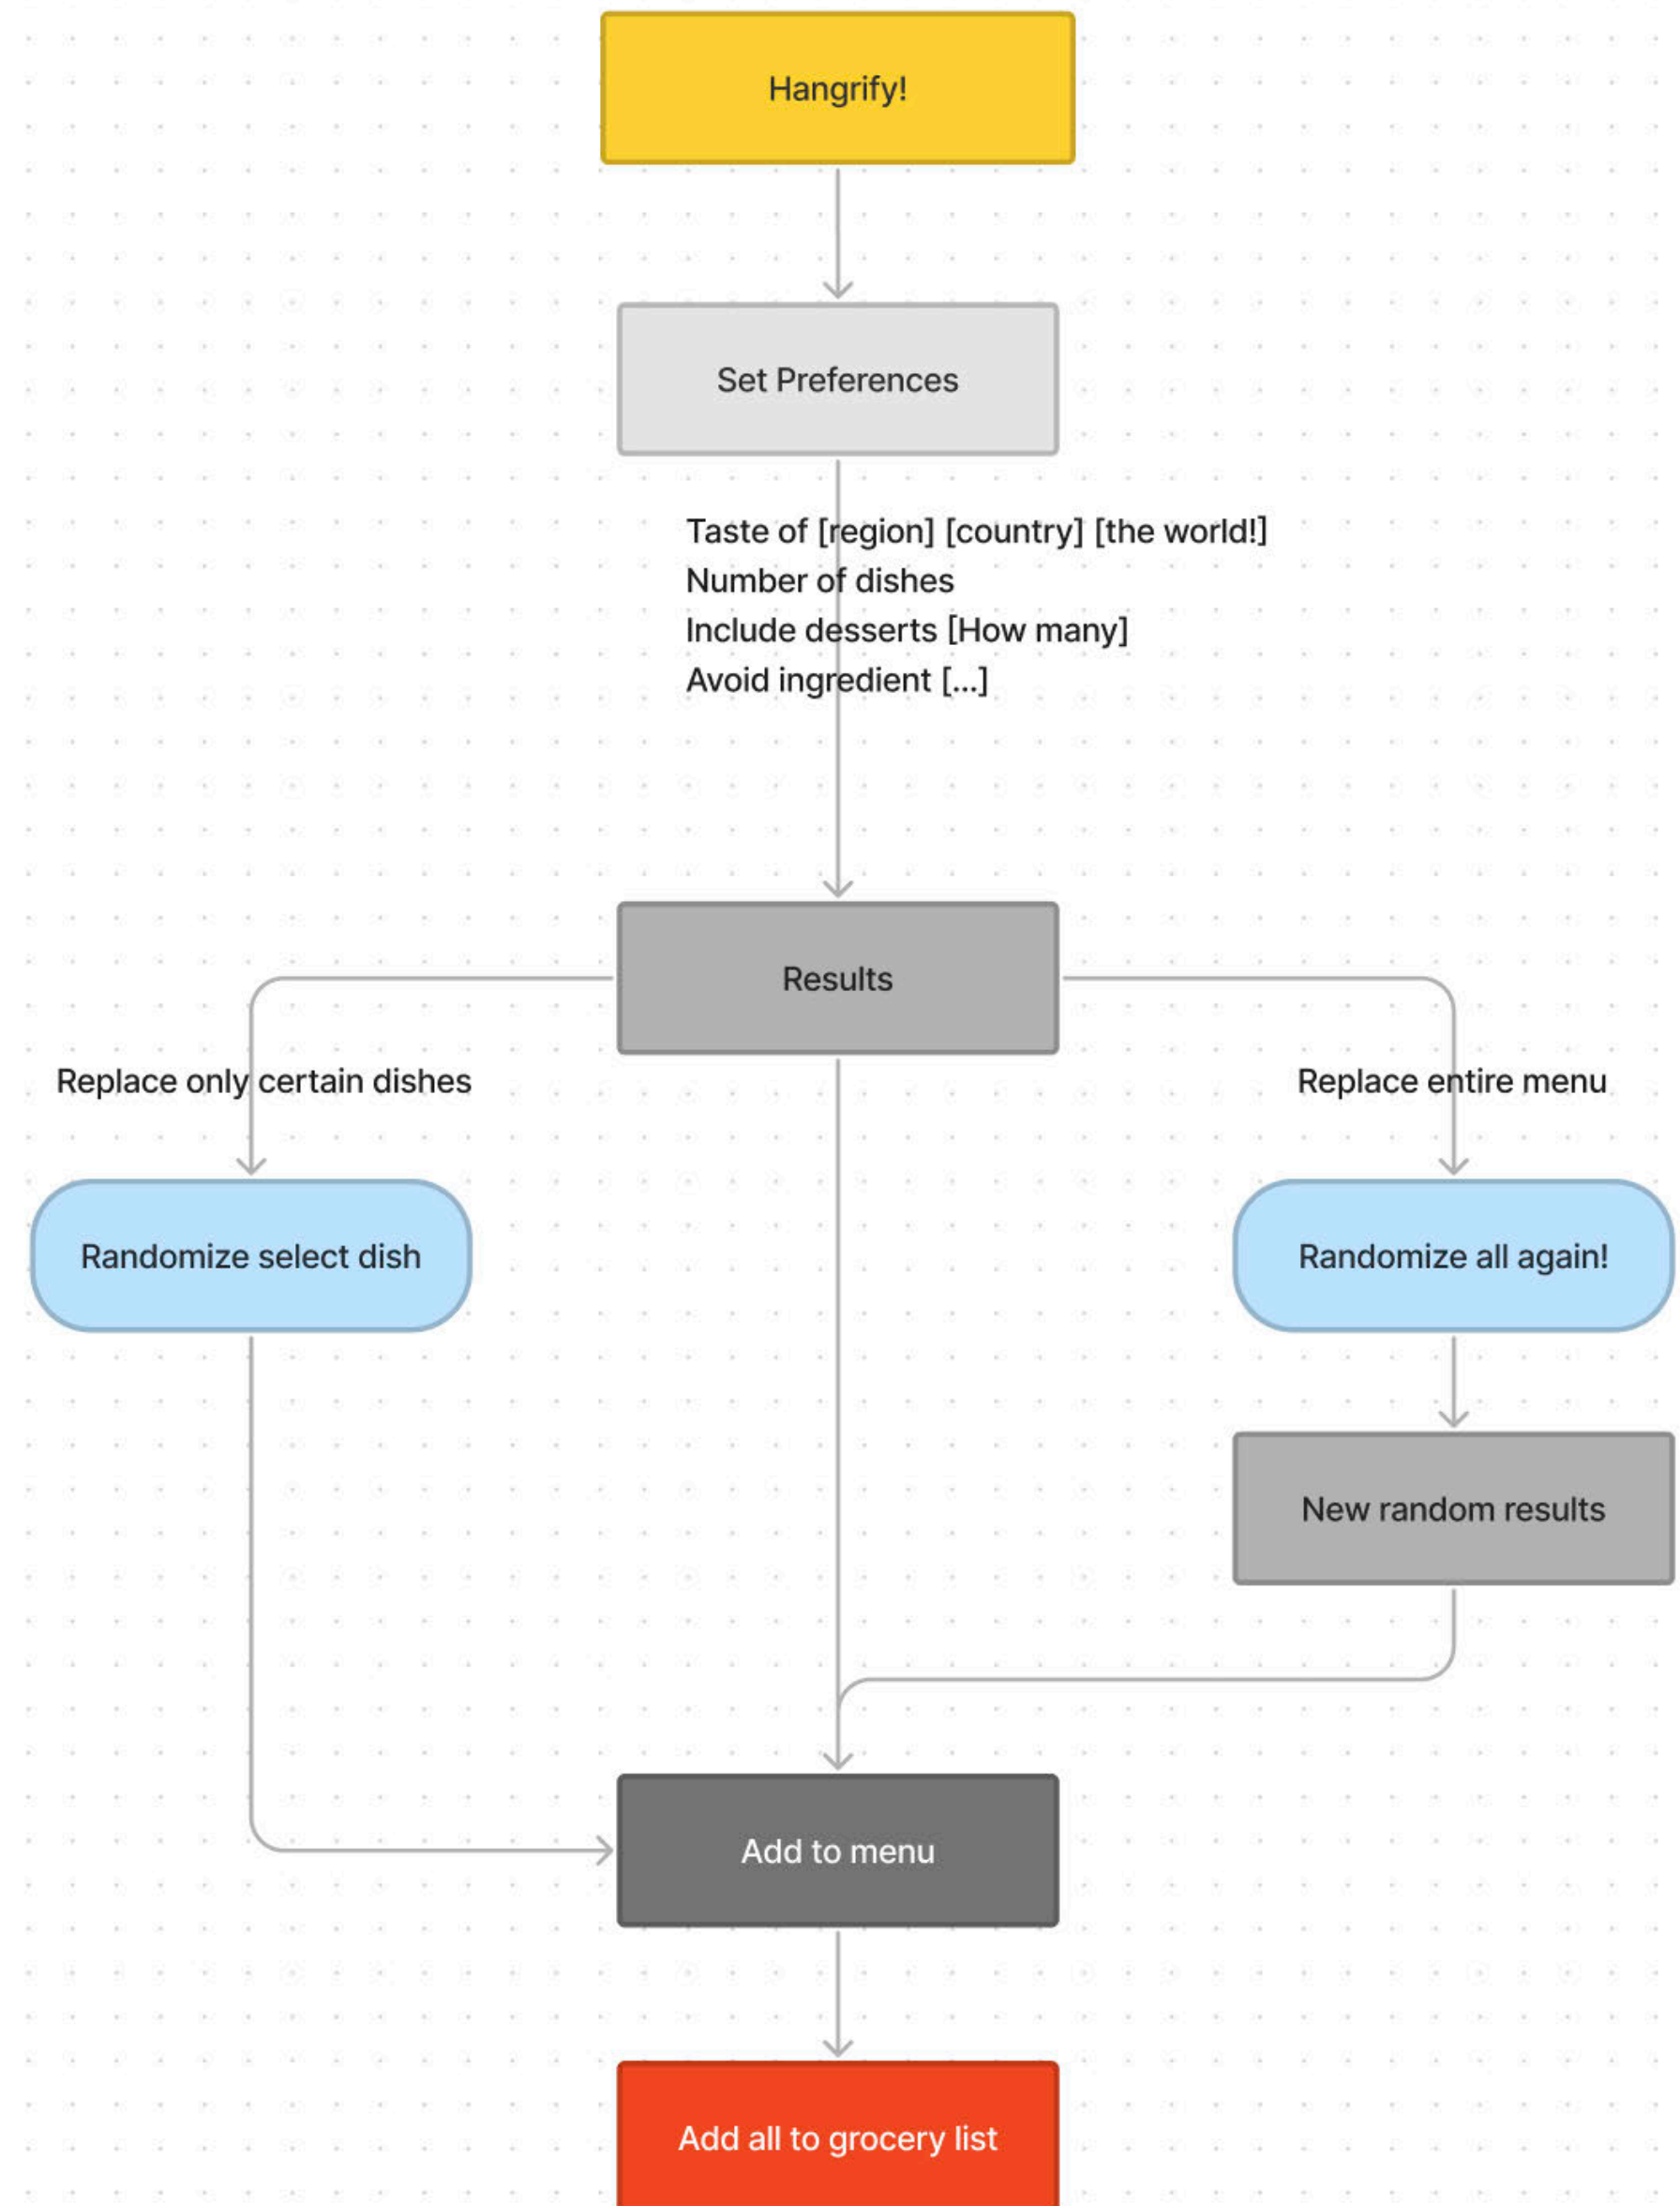 Hangrify!
Set Preferences
Taste of [region] [country] [the world!]
Number of dishes
Include desserts [How many]
Avoid ingredient [...]
Results
Replace only certain dishes
Replace entire menu
Randomize select dish
Randomize all again!
New random results
Add to menu
Add all to grocery list